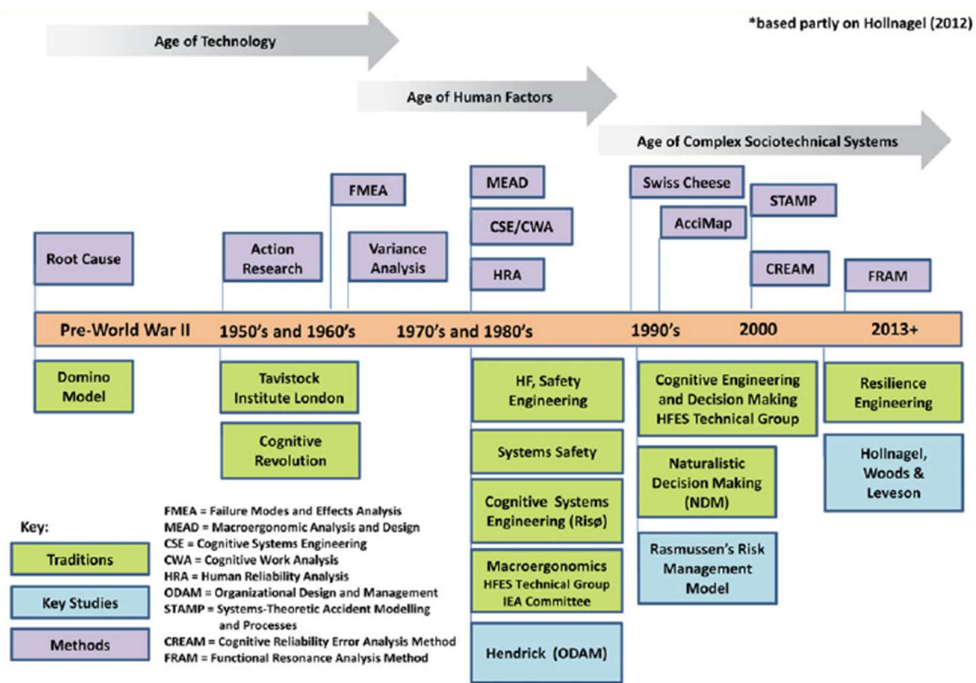 *based partly on Hollnagel (2012)
Age of Technology
Age of Human Factors
Age of Complex Sociotechnical Systems
FMEA
MEAD
Swiss Cheese
STAMP
Root Cause
Action
Research
Variance
Analysis
CSE/CWA
AcciMap
HRA
CREAM
FRAM
Pre-World War II
1950's and 1960's
1970's and 1980's
1990's
2000
2013+
Domino
Model
Tavistock
Institute London
Cognitive
Revolution
HF, Safety
Engineering
Systems Safety
Cognitive Systems
Engineering (Risø)
Macroergonomics
HFES Technical Group
IEA Committee
Hendrick (ODAM)
Cognitive Engineering
and Decision Making
HFES Technical Group
Naturalistic
Decision Making
(NDM)
Rasmussen's Risk
Management
Model
Resilience
Engineering
Hollnagel,
Woods &
Leveson
Key:
Traditions
Key Studies
Methods
FMEA = Failure Modes and Effects Analysis
MEAD = Macroergonomic Analysis and Design
CSE = Cognitive Systems Engineering
CWA = Cognitive Work Analysis
HRA = Human Reliability Analysis
ODAM = Organizational Design and Management
STAMP = Systems-Theoretic Accident Modelling
and Processes
CREAM = Cognitive Reliability Error Analysis Method
FRAM = Functional Resonance Analysis Method